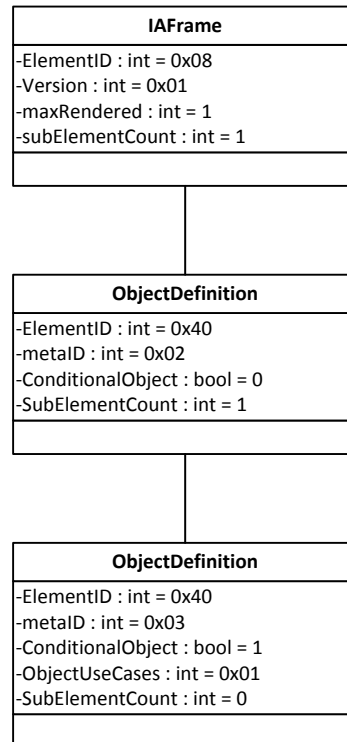 IAFrame
-ElementID : int = 0x08
-Version : int = 0x01
-maxRendered : int = 1
-subElementCount : int = 1
ObjectDefinition
-ElementID : int = 0x40
-metaID : int = 0x02
-ConditionalObject : bool = 0
-SubElementCount : int = 1
ObjectDefinition
-ElementID : int = 0x40
-metaID : int = 0x03
-ConditionalObject : bool = 1
-ObjectUseCases : int = 0x01
-SubElementCount : int = 0